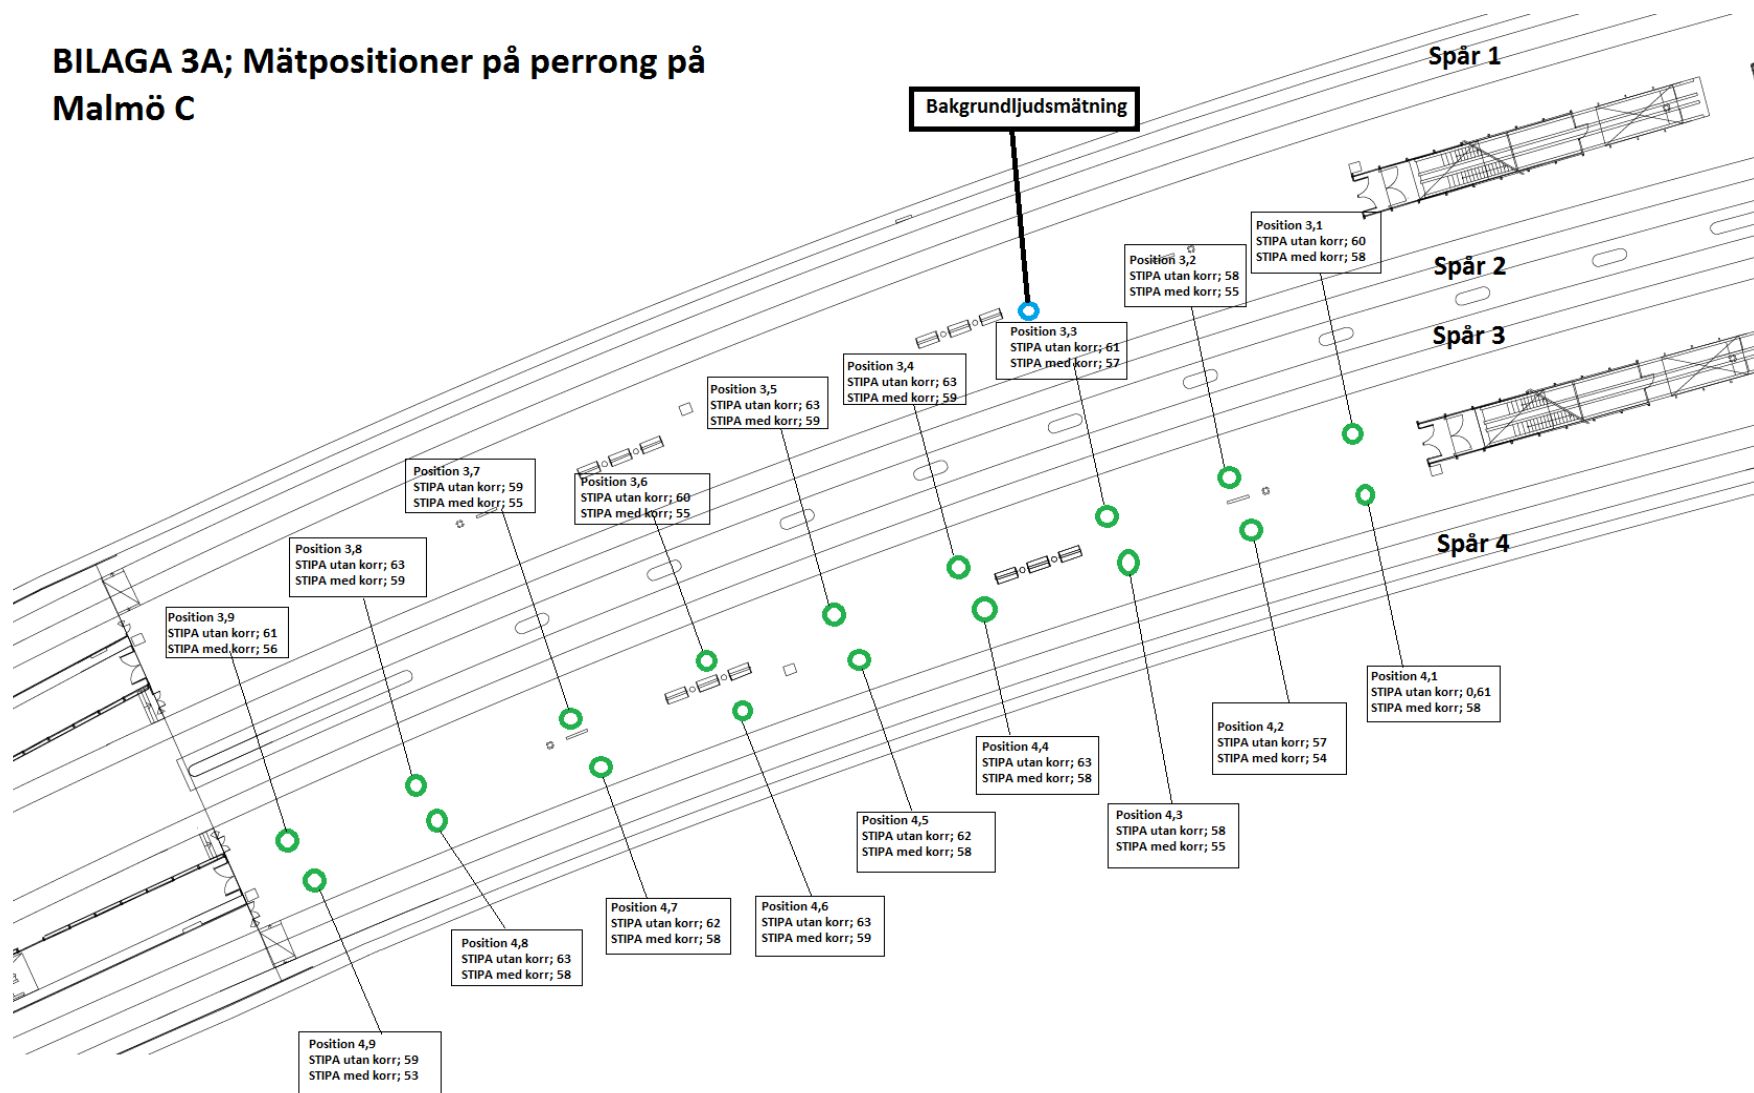 BILAGA 3A; Mätpositioner på perrong på
Malmö C
Spår 1
Bakgrundljudsmätning
Position 3,1
STIPA utan korr; 60
STIPA med korr; 58
Position 3,2
STIPA utan korr; 58
STIPA med korr; 55
Spår 2
Spår 3
Position 3,3
STIPA utan korr; 61
STIPA med korr; 57
Position 3,4
STIPA utan korr; 63
STIPA med korr; 59
Position 3,5
STIPA utan korr; 63
STIPA med korr; 59
Position 3,7
STIPA utan korr; 59
STIPA med korr; 55
Position 3,6
STIPA utan korr; 60
STIPA med korr; 55
Spår 4
Position 3,8
STIPA utan korr; 63
STIPA med korr; 59
Position 3,9
STIPA utan korr; 61
STIPA med korr; 56
Position 4,1
STIPA utan korr; 0,61
STIPA med korr; 58
Position 4,2
STIPA utan korr; 57
STIPA med korr; 54
Position 4,4
STIPA utan korr; 63
STIPA med korr; 58
Position 4,3
STIPA utan korr; 58
STIPA med korr; 55
Position 4,5
STIPA utan korr; 62
STIPA med korr; 58
Position 4,7
STIPA utan korr; 62
STIPA med korr; 58
Position 4,6
STIPA utan korr; 63
STIPA med korr; 59
Position 4,8
STIPA utan korr; 63
STIPA med korr; 58
Position 4,9
STIPA utan korr; 59
STIPA med korr; 53